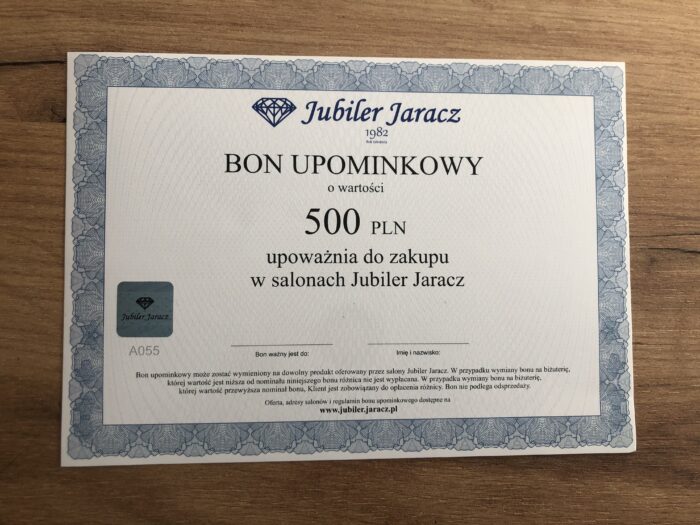 Jubiler Jaracz
1982
BON UPOMINKOWY
o wartości
500 PLN
upoważnia do zakupu
w salonach Jubiler Jaracz
Jubiler Jaracz
A055
Bon ważny jest do:
Imię i nazwisko:
Bon upominkowy może zostać wymieniony na dowolny produkt oferowany przez salony Jubiler Jaracz. W przypadku wymiany bonu na biżuterię,
której wartość jest niższa od nominału niniejszego bonu różnica nie jest wypłacana. W przypadku wymiany bonu na biżuterię,
której wartość przewyższa nominał bonu, Klient jest zobowiązany do opłacenia różnicy. Bon nie podlega odsprzedaży.
Oferta, adresy salonów i regulamin bonu upominkowego dostępne na
www.jubiler.jaracz.pl